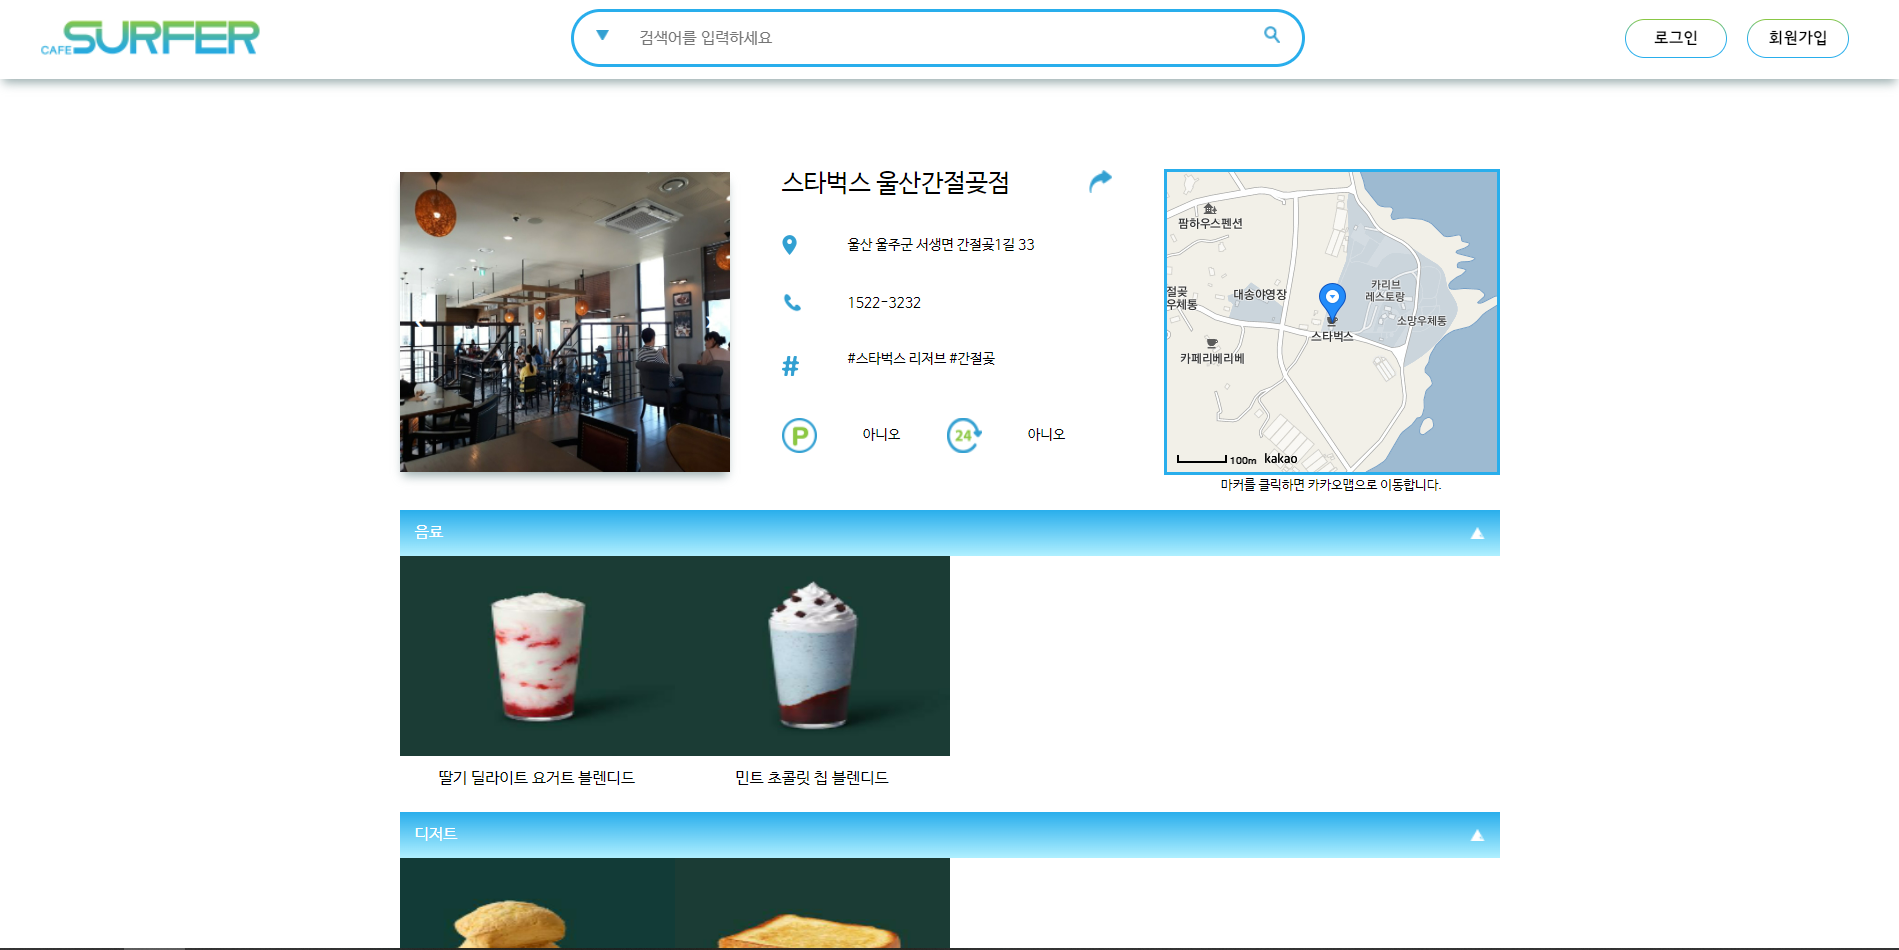 CAFE SURFER
검색어를 입력하세요
로그인
회원가입
스타벅스 울산간절곶점
울산 울주군 서생면 간절곶1길 33
1522-3232
#
#스타벅스 리저브 #간절곶
P
아니오
24
아니오
팜하우스펜션
절곶
우체통
대송야영장
카리브
레스토랑
소망우체통
스타벅스
카페리베리베
100m
kakao
마커를 클릭하면 카카오맵으로 이동합니다.
음료
딸기 딜라이트 요거트 블렌디드
민트 초콜릿 칩 블렌디드
디저트